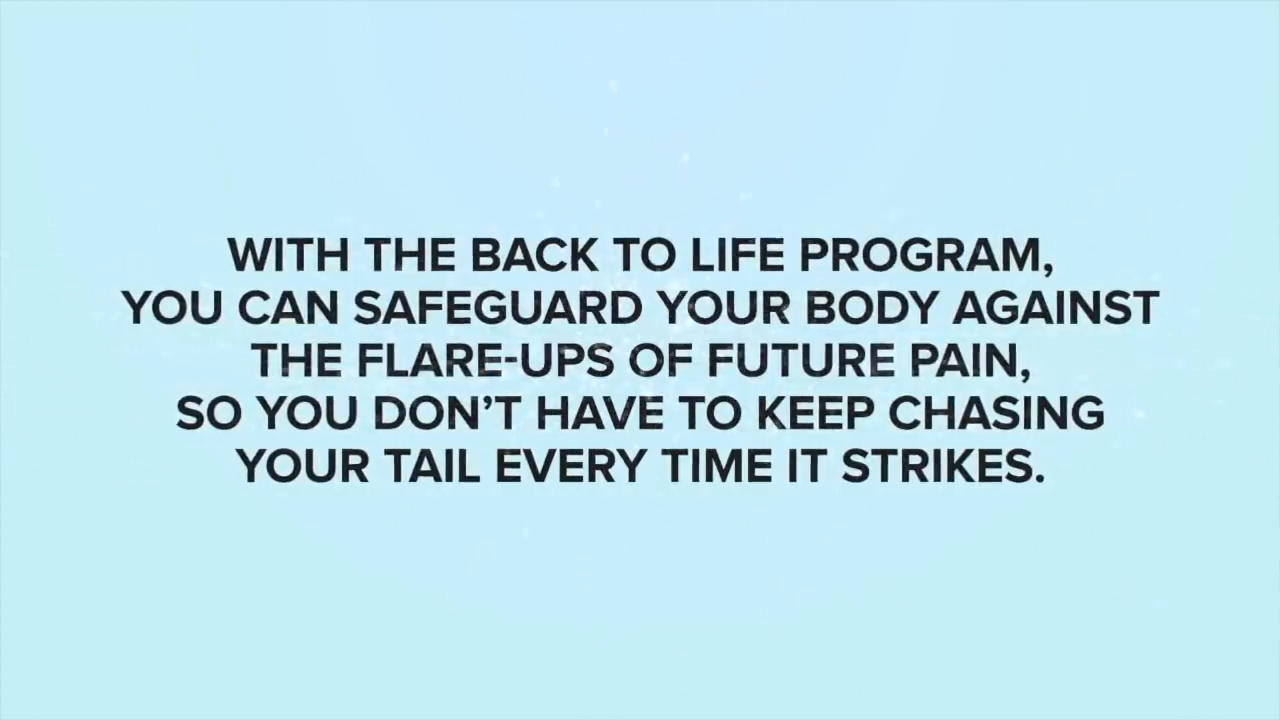 WITH THE BACK TO LIFE PROGRAM,
YOU CAN SAFEGUARD YOUR BODY AGAINST
THE FLARE-UPS OF FUTURE PAIN,
SO YOU DON’T HAVE TO KEEP CHASING
YOUR TAIL EVERY TIME IT STRIKES.